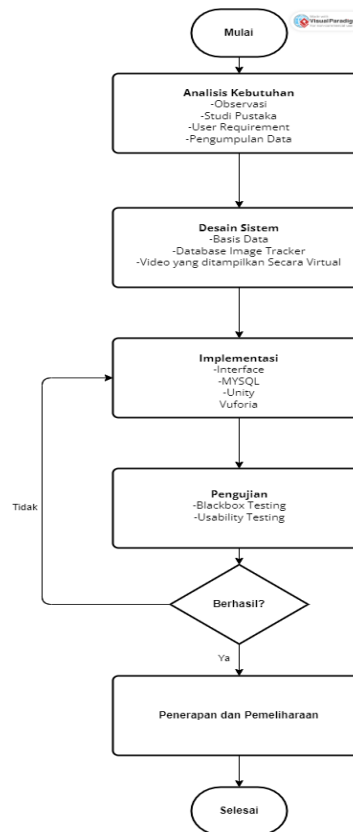 Mulai
Visual Paradig
Analisis Kebutuhan
-Observasi
-Studi Pustaka
-User Requirement
-Pengumpulan Data
Desain Sistem
-Basis Data
-Database Image Tracker
-Video yang ditampilkan Secara Virtual
Implementasi
-Interface
-MYSQL
-Unity
Vuforia
Pengujian
-Blackbox Testing
-Usability Testing
Tidak
Berhasil?
Ya
Penerapan dan Pemeliharaan
Selesai